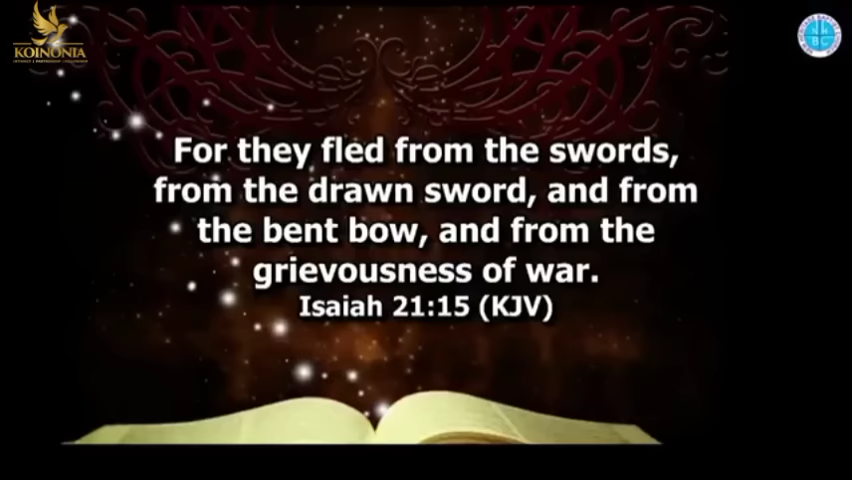 KOINONIA
For they fled from the swords,
from the drawn sword, and from
the bent bow, and from the
grievousness of war.
Isaiah 21:15 (KJV)